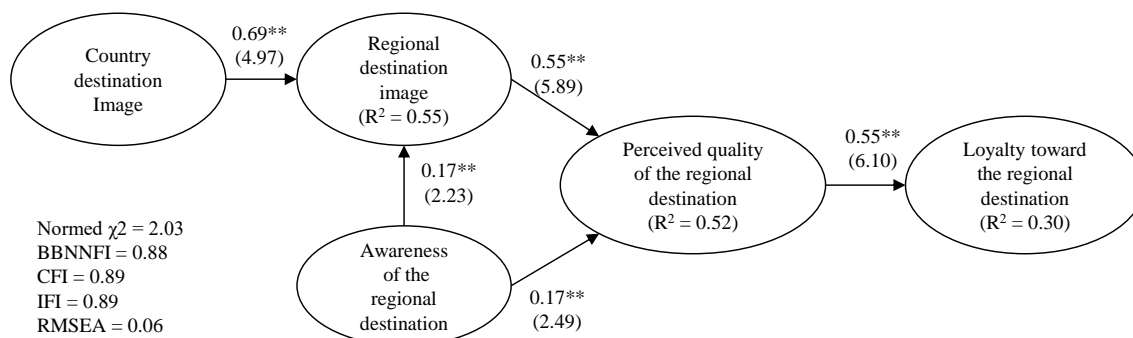 Country
destination
Image
0.69**
(4.97)
Regional
destination
image
(R² = 0.55)
0.55**
(5.89)
0.17**
(2.23)
Perceived quality
of the regional
destination
(R² = 0.52)
0.55**
(6.10)
Loyalty toward
the regional
destination
(R² = 0.30)
Awareness
of the
regional
destination
0.17**
(2.49)
Normed χ2 = 2.03
BBNNFI = 0.88
CFI = 0.89
IFI = 0.89
RMSEA = 0.06